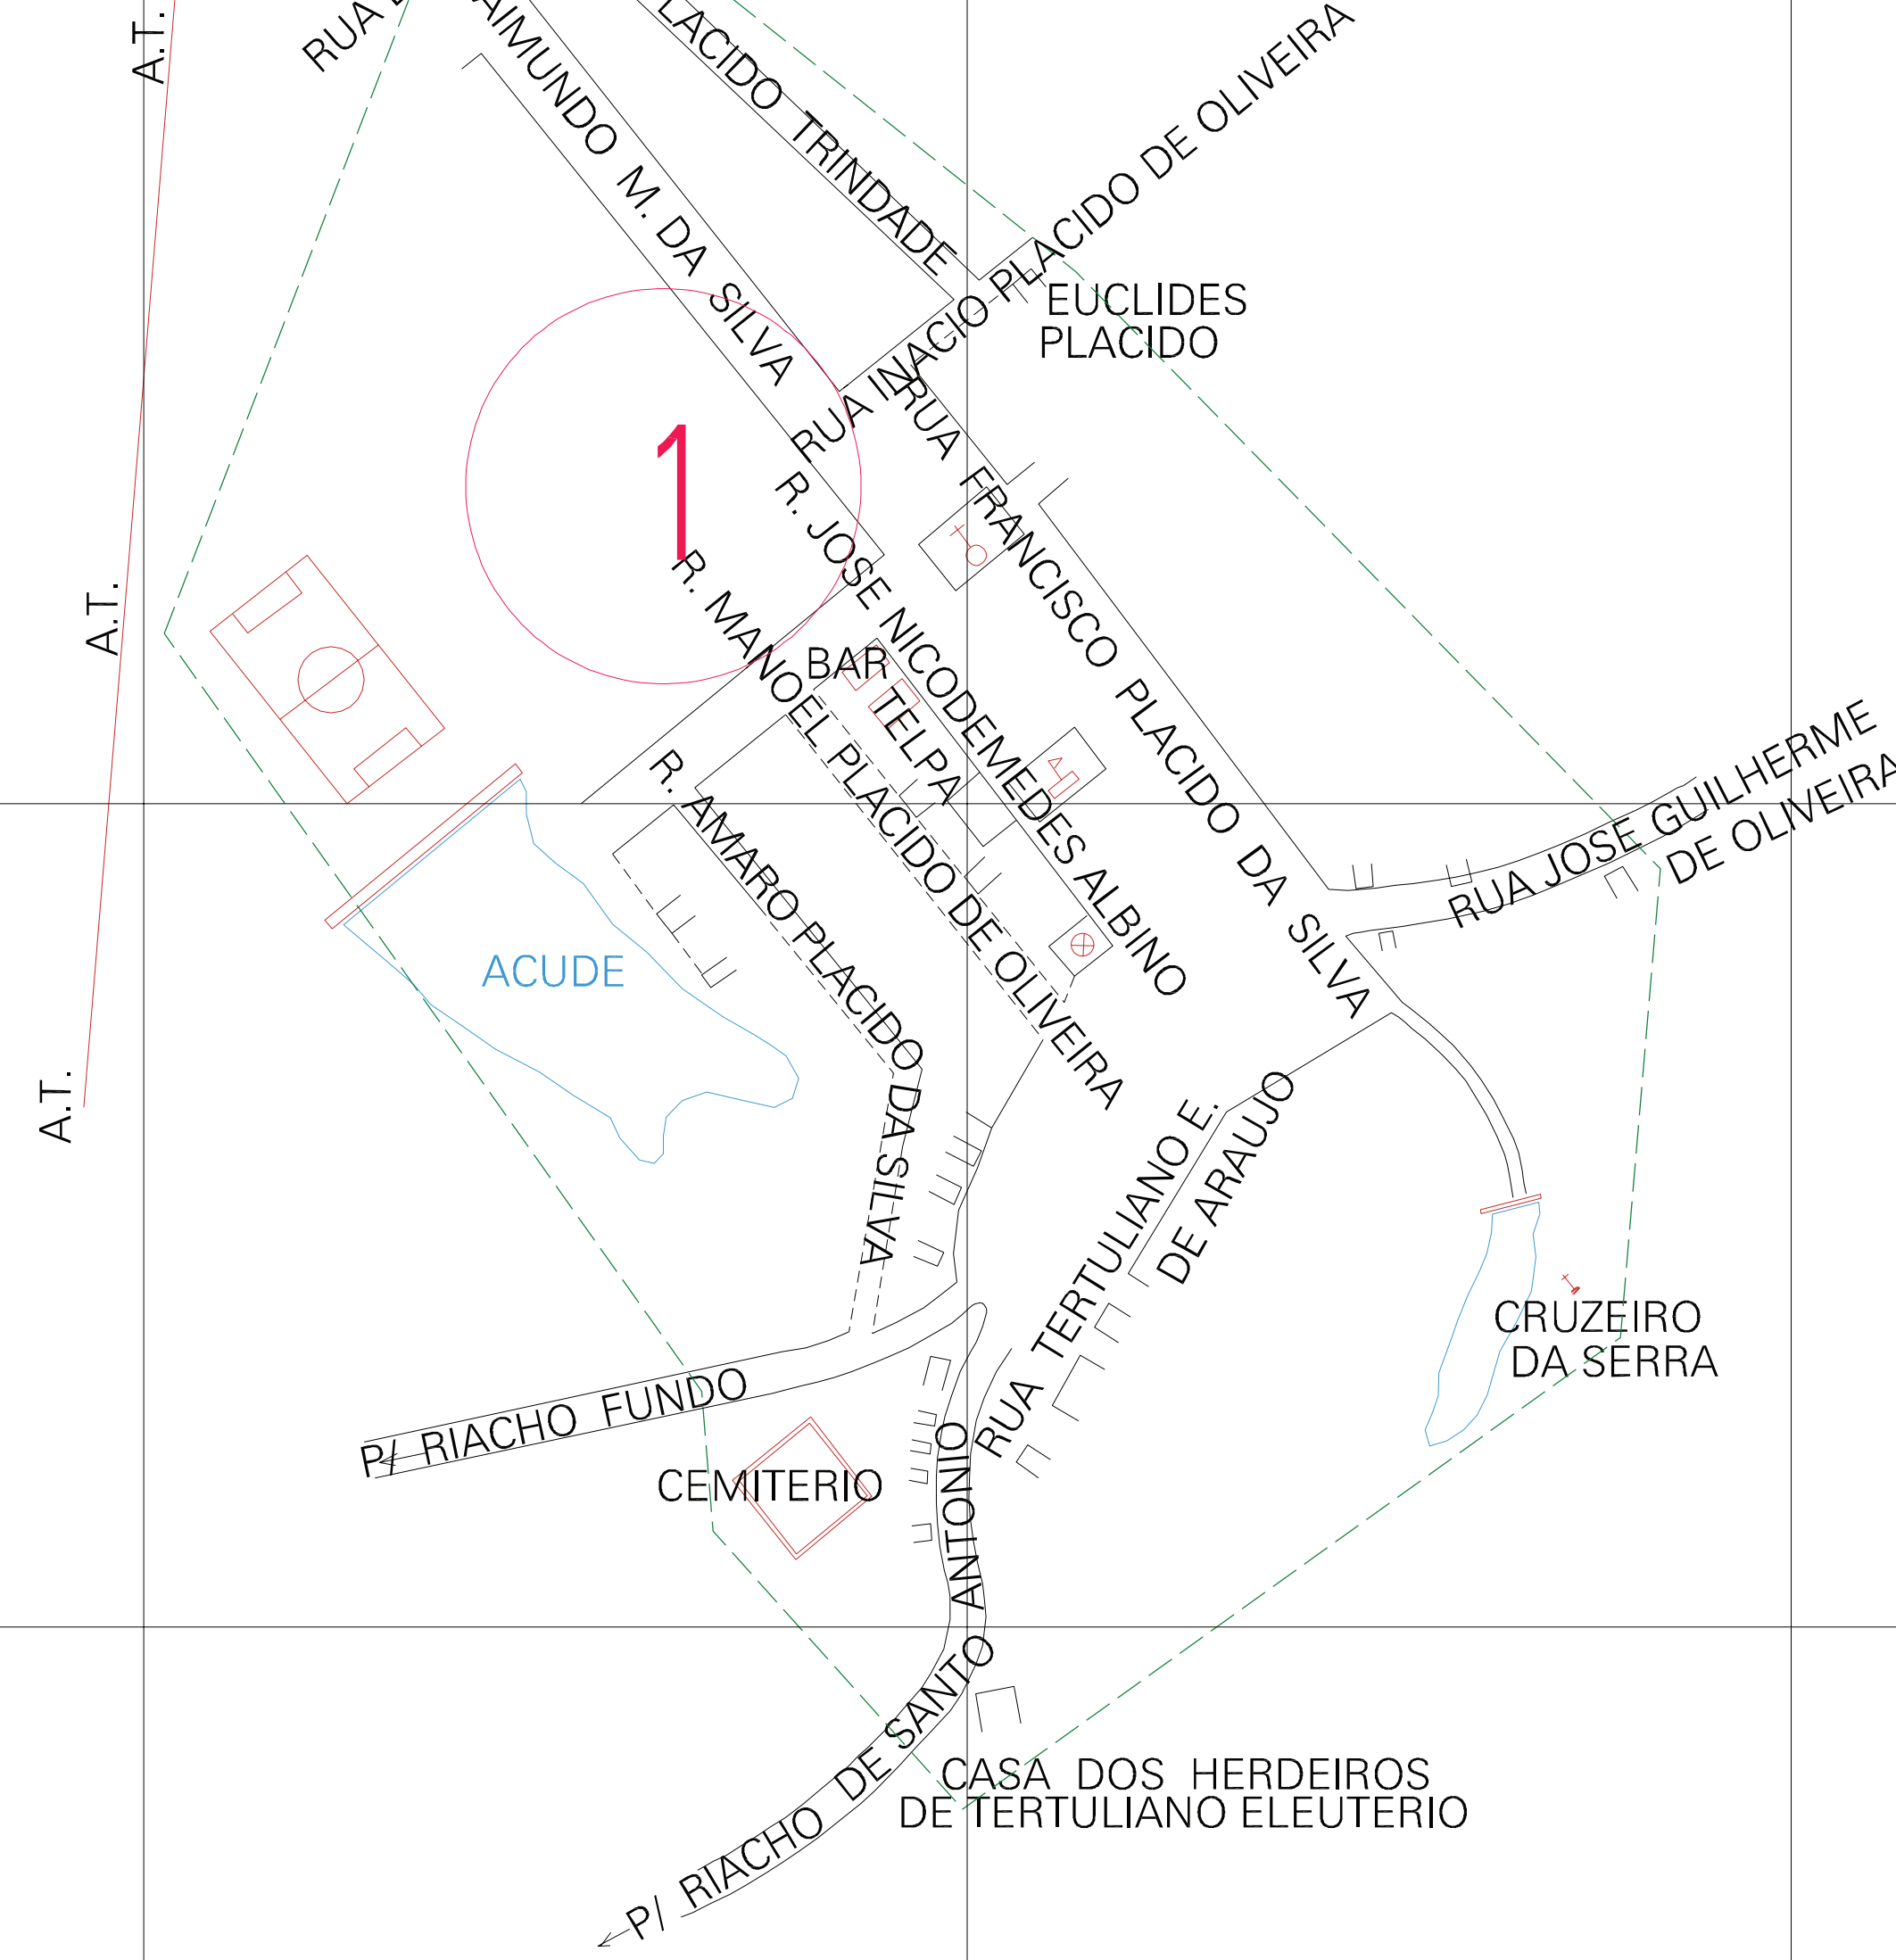 A.T.
RUA
AIMUNDO M. DA SILVA
LACIDO TRINDADE
RUA INACIO PLACIDO DE OLIVEIRA
EUCLIDES
PLACIDO
1
RUA FRANCISCO PLACIDO DA SILVA
R. JOSE NICODEMEDES ALBINO
R. MANOEL PLACIDO DE OLIVEIRA
A.T.
BAR
TELPA
R. AMARO PLACIDO DA SILVA
RUA JOSE GUILHERME
DE OLIVEIRA
ACUDE
A.T.
RUA TERTULIANO E.
DE ARAUJO
CRUZEIRO
DA SERRA
P/ RIACHO FUNDO
CEMITERIO
P/ RIACHO DE SANTO ANTONIO
CASA DOS HERDEIROS
DE TERTULIANO ELEUTERIO